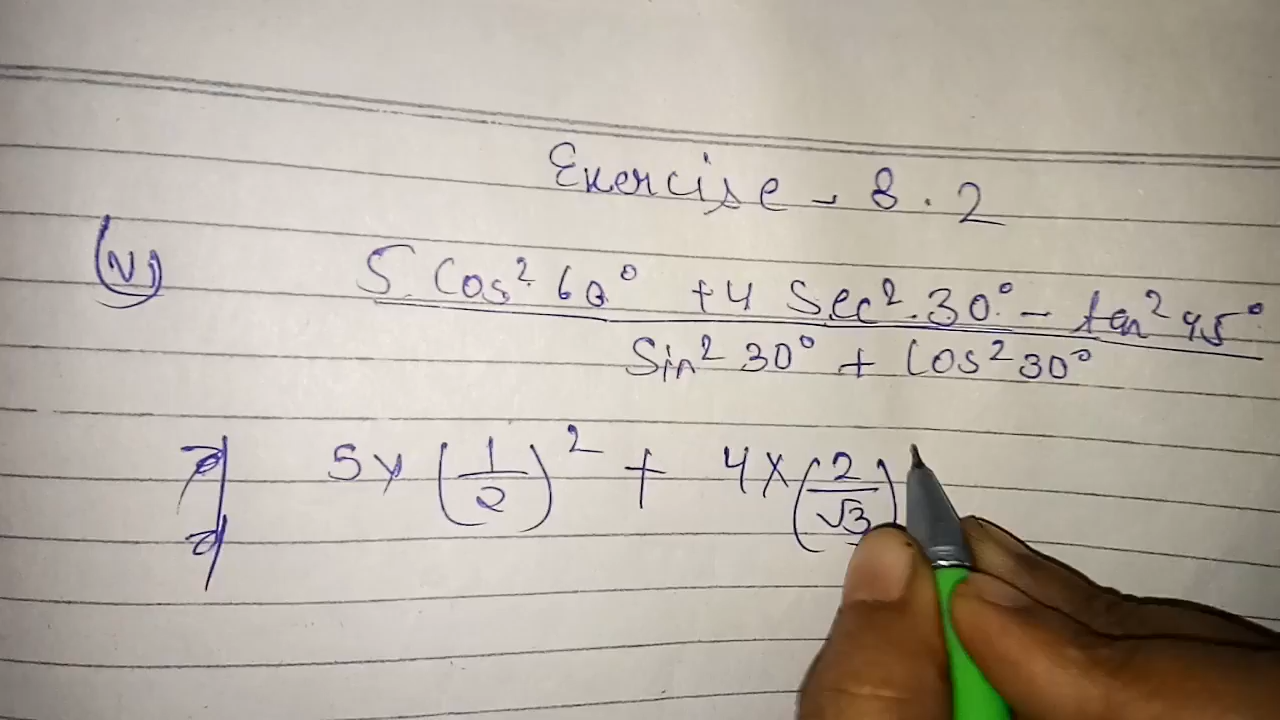 Exercise - 8.2
(v) 5 Cos² 60° + 4 Sec² 30° - tan² 45°
Sin² 30° + Cos² 30°
5 × (1/2)² + 4 × (2/√3)